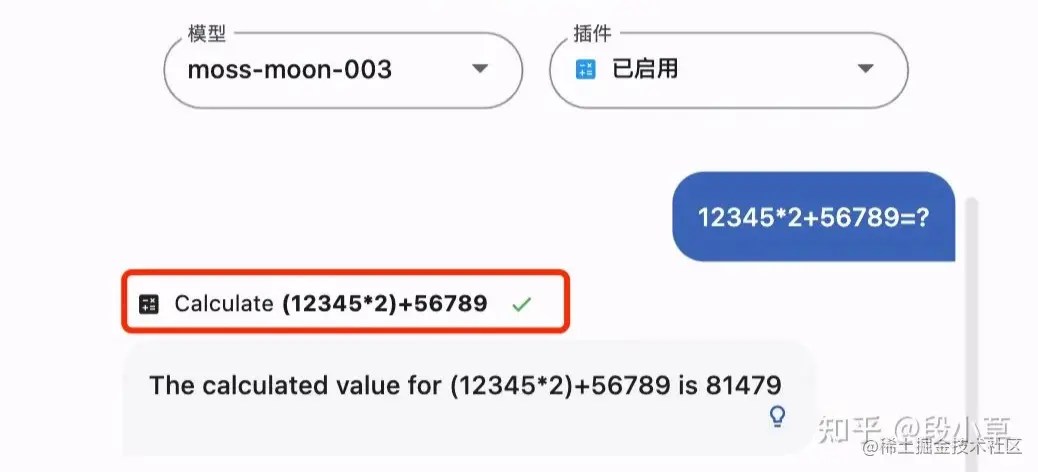 模型
moss-moon-003
插件
已启用
12345*2+56789=?
Calculate (12345*2)+56789
The calculated value for (12345*2)+56789 is 81479
知乎 @段小草
@稀土掘金技术社区